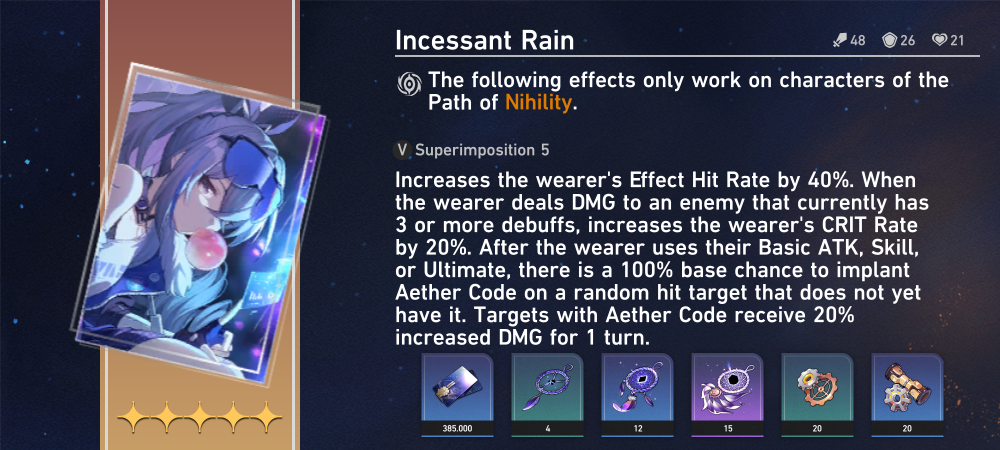 Incessant Rain
48
26
21
The following effects only work on characters of the
Path of Nihility.
V Superimposition 5
Increases the wearer's Effect Hit Rate by 40%. When
the wearer deals DMG to an enemy that currently has
3 or more debuffs, increases the wearer's CRIT Rate
by 20%. After the wearer uses their Basic ATK, Skill,
or Ultimate, there is a 100% base chance to implant
Aether Code on a random hit target that does not yet
have it. Targets with Aether Code receive 20%
increased DMG for 1 turn.
385.000
4
12
15
20
20